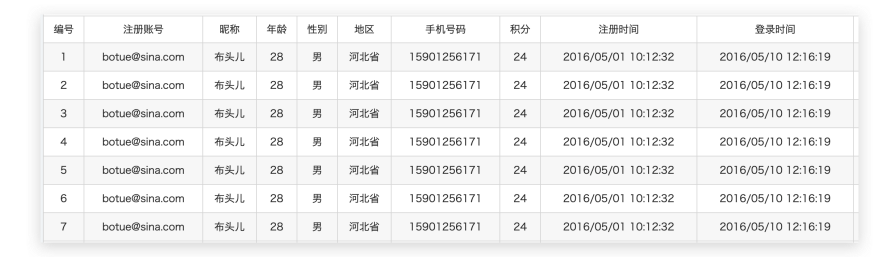 编号 注册账号 昵称 年龄 性别 地区 手机号码 积分 注册时间 登录时间
1 botue@sina.com 布头儿 28 男 河北省 15901256171 24 2016/05/01 10:12:32 2016/05/10 12:16:19
2 botue@sina.com 布头儿 28 男 河北省 15901256171 24 2016/05/01 10:12:32 2016/05/10 12:16:19
3 botue@sina.com 布头儿 28 男 河北省 15901256171 24 2016/05/01 10:12:32 2016/05/10 12:16:19
4 botue@sina.com 布头儿 28 男 河北省 15901256171 24 2016/05/01 10:12:32 2016/05/10 12:16:19
5 botue@sina.com 布头儿 28 男 河北省 15901256171 24 2016/05/01 10:12:32 2016/05/10 12:16:19
6 botue@sina.com 布头儿 28 男 河北省 15901256171 24 2016/05/01 10:12:32 2016/05/10 12:16:19
7 botue@sina.com 布头儿 28 男 河北省 15901256171 24 2016/05/01 10:12:32 2016/05/10 12:16:19